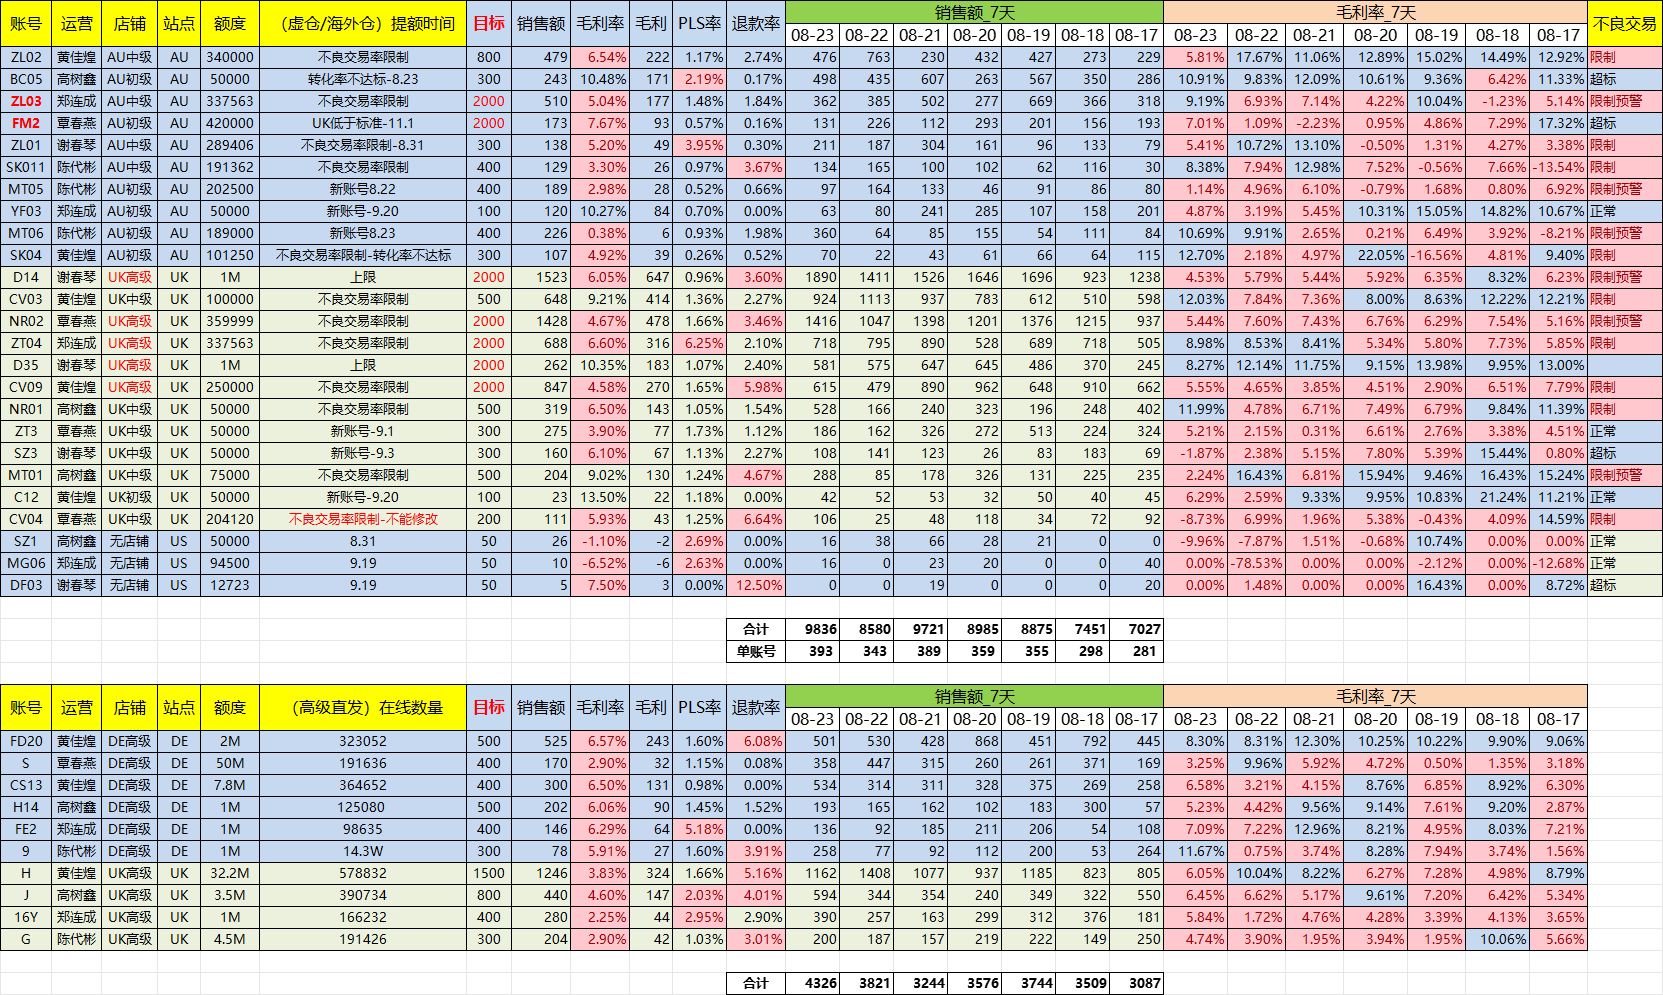 账号 运营 店铺 站点 额度 （虚仓/海外仓）提额时间 目标 销售额 毛利率 毛利 PLS率 退款率 销售额_7天 毛利率_7天 不良交易
08-23 08-22 08-21 08-20 08-19 08-18 08-17 08-23 08-22 08-21 08-20 08-19 08-18 08-17
ZL02 黄佳煌 AU中级 AU 340000 不良交易率限制 800 479 6.54% 222 1.17% 2.74% 476 763 230 432 427 273 229 5.81% 17.67% 11.06% 12.89% 15.02% 14.49% 12.92% 限制
BC05 高树鑫 AU初级 AU 50000 转化率不达标-8.23 300 243 10.48% 171 2.19% 0.17% 498 435 607 263 567 350 286 10.91% 9.83% 12.09% 10.61% 9.36% 6.42% 11.33% 超标
ZL03 郑连成 AU中级 AU 337563 不良交易率限制 2000 510 5.04% 177 1.48% 1.84% 362 385 502 277 669 366 318 9.19% 6.93% 7.14% 4.22% 10.04% -1.23% 5.14% 限制预警
FM2 覃春燕 AU初级 AU 420000 UK低于标准-11.1 2000 173 7.67% 93 0.57% 0.16% 131 226 112 293 201 156 193 7.01% 1.09% -2.23% 0.95% 4.86% 7.29% 17.32% 超标
ZL01 谢春琴 AU中级 AU 289406 不良交易率限制-8.31 300 138 5.20% 49 3.95% 0.30% 211 187 304 161 96 133 79 5.41% 10.72% 13.10% -0.50% 1.31% 4.27% 3.38% 限制
SK011 陈代彬 AU中级 AU 191362 不良交易率限制 400 129 3.30% 26 0.97% 3.67% 134 165 100 102 62 116 30 8.38% 7.94% 12.98% 7.52% -0.56% 7.66% -13.54% 限制
MT05 陈代彬 AU初级 AU 202500 新账号8.22 400 189 2.98% 28 0.52% 0.66% 97 164 133 46 91 86 80 1.14% 4.96% 6.10% -0.79% 1.68% 0.80% 6.92% 限制预警
YF03 郑连成 AU初级 AU 50000 新账号-9.20 100 120 10.27% 84 0.70% 0.00% 63 80 241 285 107 158 201 4.87% 3.19% 5.45% 10.31% 15.05% 14.82% 10.67% 正常
MT06 陈代彬 AU初级 AU 189000 新账号8.23 400 226 0.38% 6 0.93% 1.98% 360 64 85 155 54 111 84 10.69% 9.91% 2.65% 0.21% 6.49% 3.92% -8.21% 限制预警
SK04 黄佳煌 AU初级 AU 101250 不良交易率限制-转化率不达标 300 107 4.92% 39 0.26% 0.52% 70 22 43 61 66 64 115 12.70% 2.18% 4.97% 22.05% -16.56% 4.81% 9.40% 限制
D14 谢春琴 UK高级 UK 1M 上限 2000 1523 6.05% 647 0.96% 3.60% 1890 1411 1526 1646 1696 923 1238 4.53% 5.79% 5.44% 5.92% 6.35% 8.32% 6.23% 限制预警
CV03 黄佳煌 UK中级 UK 100000 不良交易率限制 500 648 9.21% 414 1.36% 2.27% 924 1113 937 783 612 510 598 12.03% 7.84% 7.36% 8.00% 8.63% 12.22% 12.21% 限制
NR02 覃春燕 UK高级 UK 359999 不良交易率限制 2000 1428 4.67% 478 1.66% 3.46% 1416 1047 1398 1201 1376 1215 937 5.44% 7.60% 7.43% 6.76% 6.29% 7.54% 5.16% 限制预警
ZT04 郑连成 UK高级 UK 337563 不良交易率限制 2000 688 6.60% 316 6.25% 2.10% 718 795 890 528 689 718 505 8.98% 8.53% 8.41% 5.34% 5.80% 7.73% 5.85% 限制
D35 谢春琴 UK高级 UK 1M 上限 2000 262 10.35% 183 1.07% 2.40% 581 575 647 645 486 370 245 8.27% 12.14% 11.75% 9.15% 13.98% 9.95% 13.00%
CV09 黄佳煌 UK高级 UK 250000 不良交易率限制 2000 847 4.58% 270 1.65% 5.98% 615 479 890 962 648 910 662 5.55% 4.65% 3.85% 4.51% 2.90% 6.51% 7.79% 限制
NR01 高树鑫 UK中级 UK 50000 不良交易率限制 500 319 6.50% 143 1.05% 1.54% 528 166 240 323 196 248 402 11.99% 4.78% 6.71% 7.49% 6.79% 9.84% 11.39% 限制
ZT3 覃春燕 UK中级 UK 50000 新账号-9.1 300 275 3.90% 77 1.73% 1.12% 186 162 326 272 513 224 324 5.21% 2.15% 0.31% 6.61% 2.76% 3.38% 4.51% 正常
SZ3 谢春琴 UK中级 UK 50000 新账号-9.3 300 160 6.10% 67 1.13% 2.27% 108 141 123 26 83 183 69 -1.87% 2.38% 5.15% 7.80% 5.39% 15.44% 0.80% 超标
MT01 高树鑫 UK中级 UK 75000 不良交易率限制 500 204 9.02% 130 1.24% 4.67% 288 85 178 326 131 225 235 2.24% 16.43% 6.81% 15.94% 9.46% 16.43% 15.24% 限制预警
C12 黄佳煌 UK初级 UK 50000 新账号-9.20 100 23 13.50% 22 1.18% 0.00% 42 52 53 32 50 40 45 6.29% 2.59% 9.33% 9.95% 10.83% 21.24% 11.21% 正常
CV04 覃春燕 UK中级 UK 204120 不良交易率限制-不能修改 200 111 5.93% 43 1.25% 6.64% 106 25 48 118 34 72 92 -8.73% 6.99% 1.96% 5.38% -0.43% 4.09% 14.59% 限制
SZ1 高树鑫 无店铺 US 50000 8.31 50 26 -1.10% -2 2.69% 0.00% 16 38 66 28 21 0 0 -9.96% -7.87% 1.51% -0.68% 10.74% 0.00% 0.00% 正常
MG06 郑连成 无店铺 US 94500 9.19 50 10 -6.52% -6 2.63% 0.00% 16 0 23 20 0 0 40 0.00% -78.53% 0.00% 0.00% -2.12% 0.00% -12.68% 正常
DF03 谢春琴 无店铺 US 12723 9.19 50 5 7.50% 3 0.00% 12.50% 0 0 19 0 0 0 20 0.00% 1.48% 0.00% 0.00% 16.43% 0.00% 8.72% 超标
合计 9836 8580 9721 8985 8875 7451 7027
单账号 393 343 389 359 355 298 281
账号 运营 店铺 站点 额度 （高级直发）在线数量 目标 销售额 毛利率 毛利 PLS率 退款率 销售额_7天 毛利率_7天
08-23 08-22 08-21 08-20 08-19 08-18 08-17 08-23 08-22 08-21 08-20 08-19 08-18 08-17
FD20 黄佳煌 DE高级 DE 2M 323052 500 525 6.57% 243 1.60% 6.08% 501 530 428 868 451 792 445 8.30% 8.31% 12.30% 10.25% 10.22% 9.90% 9.06%
S 覃春燕 DE高级 DE 50M 191636 400 170 2.90% 32 1.15% 0.08% 358 447 315 260 261 371 169 3.25% 9.96% 5.92% 4.72% 0.50% 1.35% 3.18%
CS13 黄佳煌 DE高级 DE 7.8M 364652 400 300 6.50% 131 0.98% 0.00% 534 314 311 328 375 269 258 6.58% 3.21% 4.15% 8.76% 6.85% 8.92% 6.30%
H14 高树鑫 DE高级 DE 1M 125080 500 202 6.06% 90 1.45% 1.52% 193 165 162 102 183 300 57 5.23% 4.42% 9.56% 9.14% 7.61% 9.20% 2.87%
FE2 郑连成 DE高级 DE 1M 98635 400 146 6.29% 64 5.18% 0.00% 136 92 185 211 206 54 108 7.09% 7.22% 12.96% 8.21% 4.95% 8.03% 7.21%
9 陈代彬 DE高级 DE 1M 14.3W 300 78 5.91% 27 1.60% 3.91% 258 77 92 112 200 53 264 11.67% 0.75% 3.74% 8.28% 7.94% 3.74% 1.56%
H 黄佳煌 UK高级 UK 32.2M 578832 1500 1246 3.83% 324 1.66% 5.16% 1162 1408 1077 937 1185 823 805 6.05% 10.04% 8.22% 6.27% 7.28% 4.98% 8.79%
J 高树鑫 UK高级 UK 3.5M 390734 800 440 4.60% 147 2.03% 4.01% 594 344 354 240 349 322 550 6.45% 6.62% 5.17% 9.61% 7.20% 6.42% 5.34%
16Y 郑连成 UK高级 UK 1M 166232 400 280 2.25% 44 2.95% 2.90% 390 257 163 299 312 376 181 5.84% 1.72% 4.76% 4.28% 3.39% 4.13% 3.65%
G 陈代彬 UK高级 UK 4.5M 191426 300 204 2.90% 42 1.03% 3.01% 200 187 157 219 222 149 250 4.74% 3.90% 1.95% 3.94% 1.95% 10.06% 5.66%
合计 4326 3821 3244 3576 3744 3509 3087